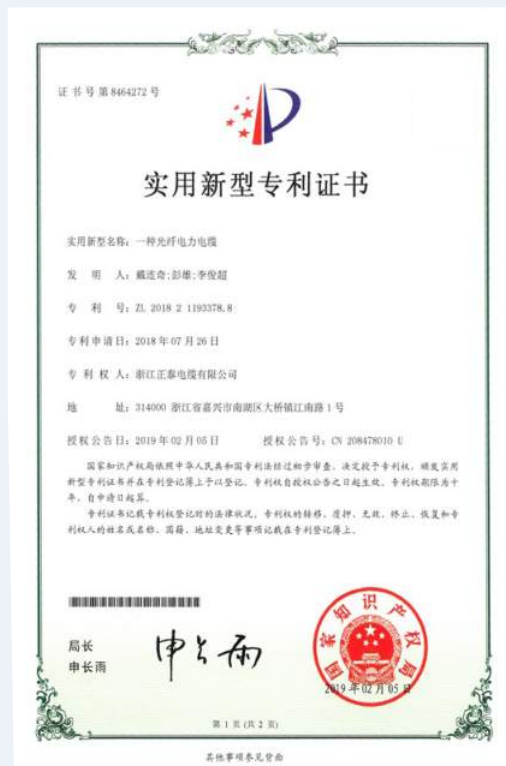 证书号第8464272号
实用新型专利证书
实用新型名称：一种光纤电力电缆
发明人：戴连奇;彭雄;李俊超
专利号：ZL 2018 2 1193378.8
专利申请日：2018年07月26日
专利权人：浙江正泰电缆有限公司
地址：314000 浙江省嘉兴市南湖区大桥镇江南路1号
授权公告日：2019年02月05日 授权公告号：CN 208478010 U
国家知识产权局依照中华人民共和国专利法经过初步审查，决定授予专利权，颁发实用
新型专利证书并在专利登记簿上予以登记。专利权自授权公告之日起生效。专利权期限为十
年，自申请日起算。
专利证书记载专利权登记时的法律状况。专利权的转移、质押、无效、终止、恢复和专
利权人的姓名或名称、国籍、地址变更等事项记载在专利登记簿上。
局长
申长雨
申长雨
国家知识产权局
2019年02月05日
第1页(共2页)
其他事项参见背面